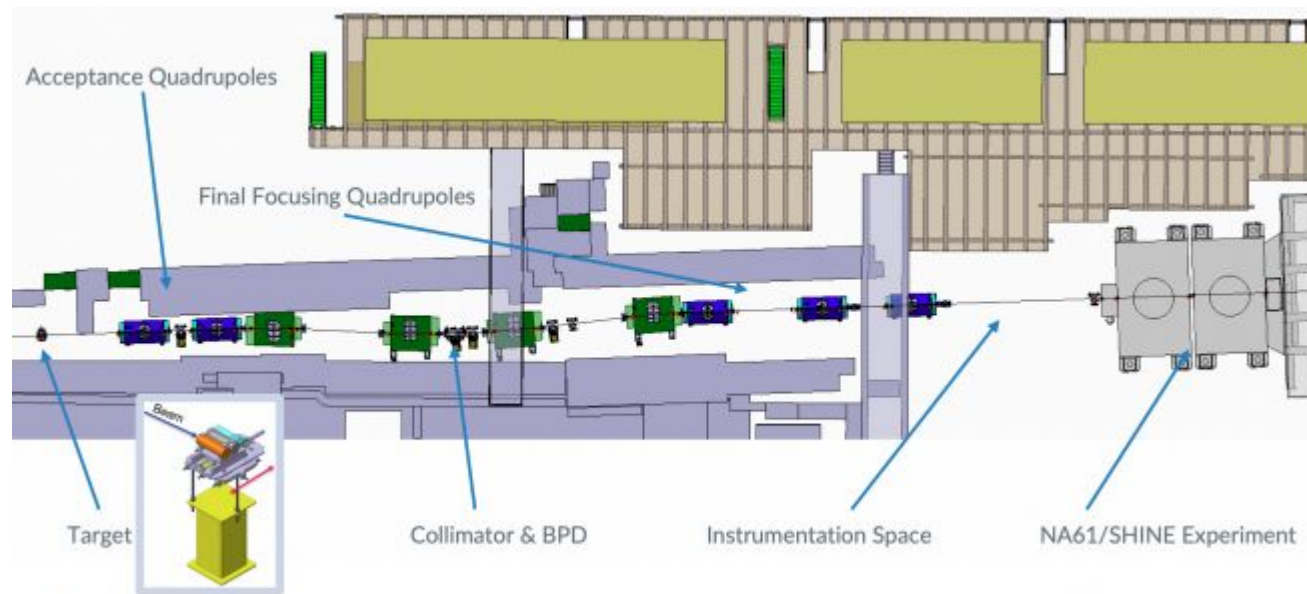 Acceptance Quadrupoles
Final Focusing Quadrupoles
Beam
Target
Collimator & BPD
Instrumentation Space
NA61/SHINE Experiment